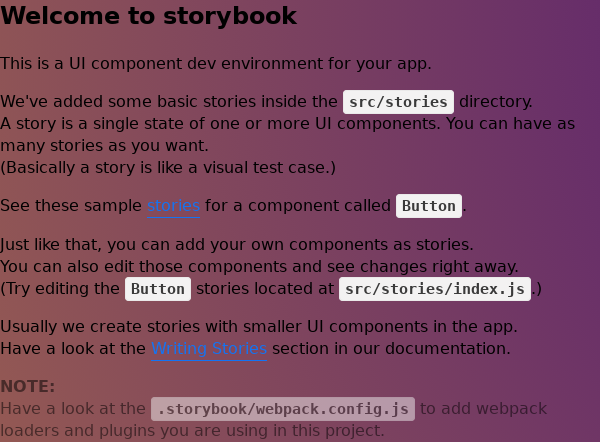 Welcome to storybook
This is a UI component dev environment for your app.
We've added some basic stories inside the src/stories directory.
A story is a single state of one or more UI components. You can have as
many stories as you want.
(Basically a story is like a visual test case.)
See these sample stories for a component called Button.
Just like that, you can add your own components as stories.
You can also edit those components and see changes right away.
(Try editing the Button stories located at src/stories/index.js.)
Usually we create stories with smaller UI components in the app.
Have a look at the Writing Stories section in our documentation.
NOTE:
Have a look at the .storybook/webpack.config.js to add webpack
loaders and plugins you are using in this project.